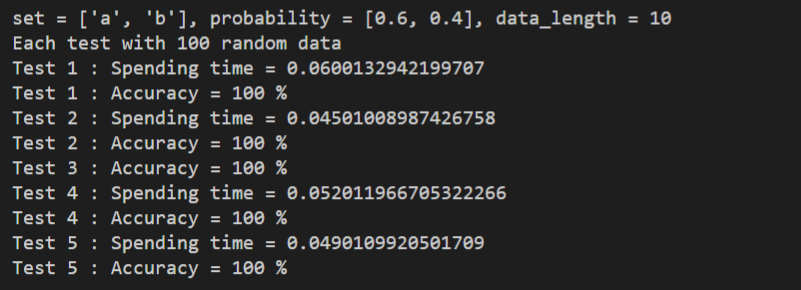 set = ['a', 'b'], probability = [0.6, 0.4], data_length = 10
Each test with 100 random data
Test 1 : Spending time = 0.0600132942199707
Test 1 : Accuracy = 100 %
Test 2 : Spending time = 0.04501008987426758
Test 2 : Accuracy = 100 %
Test 3 : Accuracy = 100 %
Test 4 : Spending time = 0.052011966705322266
Test 4 : Accuracy = 100 %
Test 5 : Spending time = 0.0490109920501709
Test 5 : Accuracy = 100 %